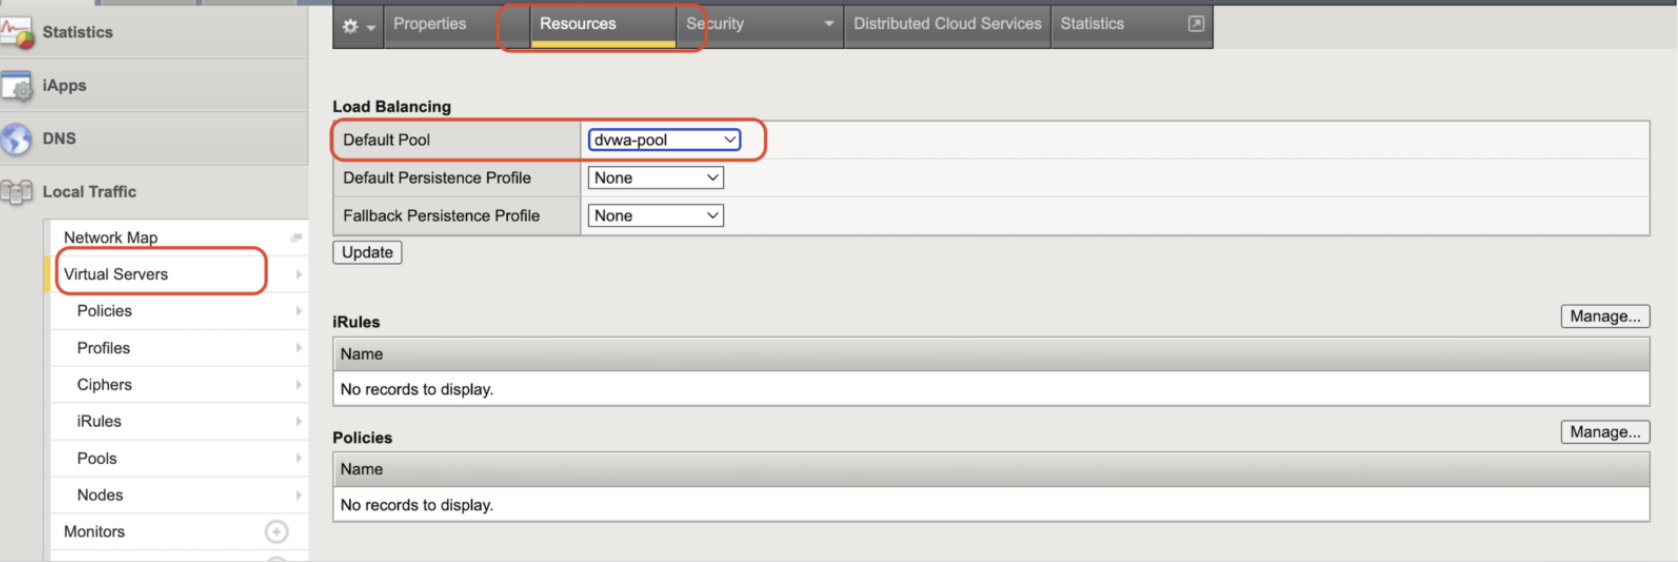 Statistics
iApps
DNS
Local Traffic
Network Map
Virtual Servers
Policies
Profiles
Ciphers
iRules
Pools
Nodes
Monitors
Properties Resources Security Distributed Cloud Services Statistics
Load Balancing
Default Pool dvwa-pool
Default Persistence Profile None
Fallback Persistence Profile None
Update
iRules Manage...
Name
No records to display.
Policies Manage...
Name
No records to display.